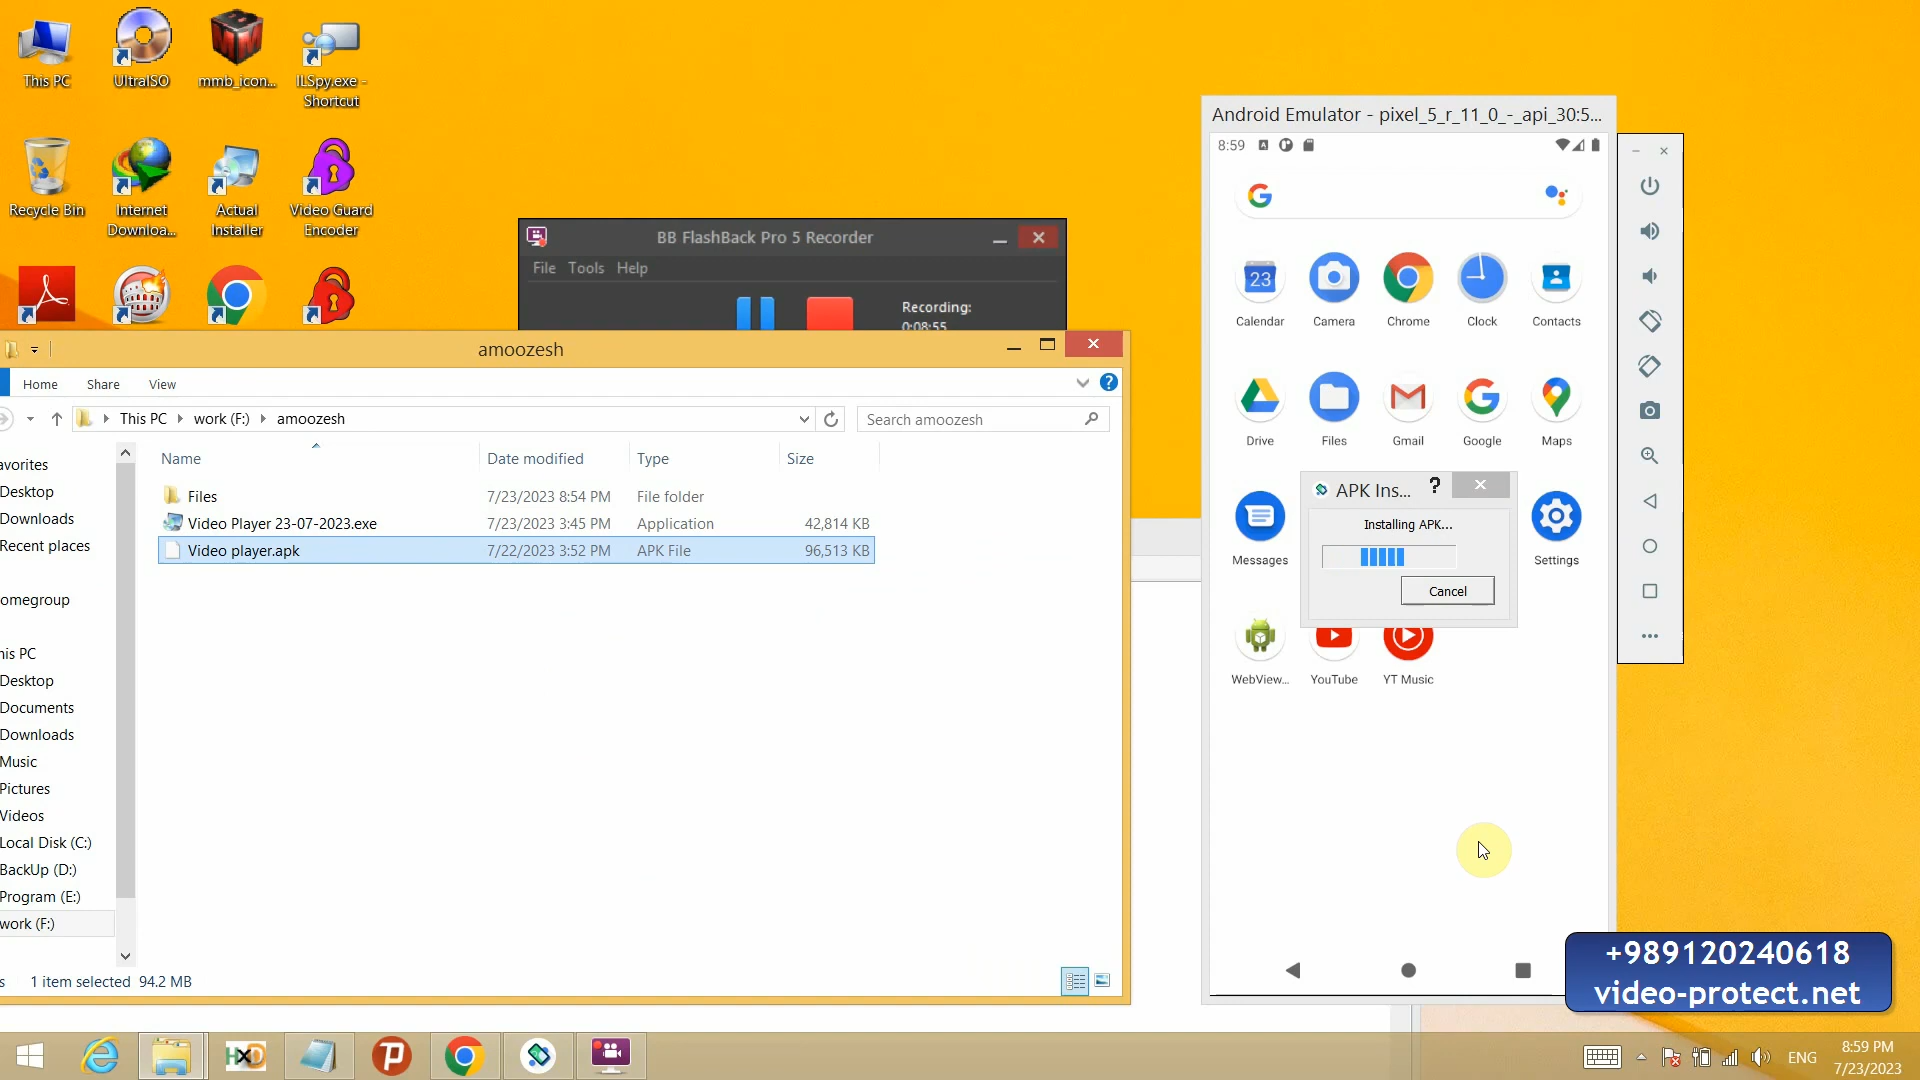 This PC
UltraISO
mmb_icon...
ILSpy.exe -
Shortcut
Recycle Bin
Internet
Downloa...
Actual
Installer
Video Guard
Encoder
BB FlashBack Pro 5 Recorder
File Tools Help
Recording:
0:08:55
amoozesh
Home Share View
This PC work (F:) amoozesh
Search amoozesh
Name Date modified Type Size
Files 7/23/2023 8:54 PM File folder
Video Player 23-07-2023.exe 7/23/2023 3:45 PM Application 42,814 KB
Video player.apk 7/22/2023 3:52 PM APK File 96,513 KB
avorites
Desktop
Downloads
Recent places
omegroup
his PC
Desktop
Documents
Downloads
Music
Pictures
Videos
Local Disk (C:)
BackUp (D:)
Program (E:)
work (F:)
s 1 item selected 94.2 MB
Android Emulator - pixel_5_r_11_0_-_api_30:5...
8:59
23
Calendar Camera Chrome Clock Contacts
Drive Files Gmail Google Maps
APK Ins... ?
Installing APK...
Cancel
Messages Settings
WebView... YouTube YT Music
+989120240618
video-protect.net
HXD
ENG
8:59 PM
7/23/2023